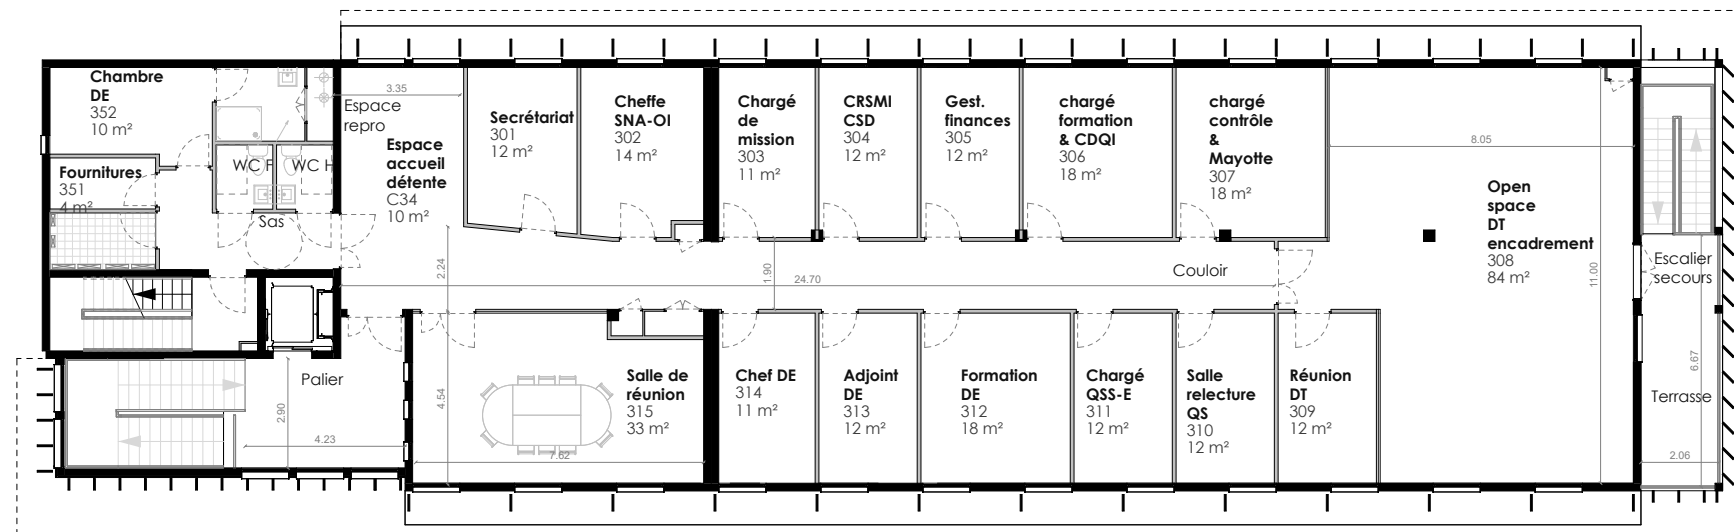 Chambre
DE
352
10 m²
Fournitures
351
4 m²
WC F
WC H
Sas
Espace
repro
3.35
Espace
accueil
détente
C34
10 m²
Secrétariat
301
12 m²
Cheffe
SNA-OI
302
14 m²
Chargé
de
mission
303
11 m²
CRSMI
CSD
304
12 m²
Gest.
finances
305
12 m²
chargé
formation
& CDQI
306
18 m²
chargé
contrôle
&
Mayotte
307
18 m²
8.05
Open
space
DT
encadrement
308
84 m²
11.00
Escalier
secours
2.24
1.90
24.70
Couloir
Palier
2.90
4.23
4.54
7.62
Salle de
réunion
315
33 m²
Chef DE
314
11 m²
Adjoint
DE
313
12 m²
Formation
DE
312
18 m²
Chargé
QSS-E
311
12 m²
Salle
relecture
QS
310
12 m²
Réunion
DT
309
12 m²
6.67
Terrasse
2.06